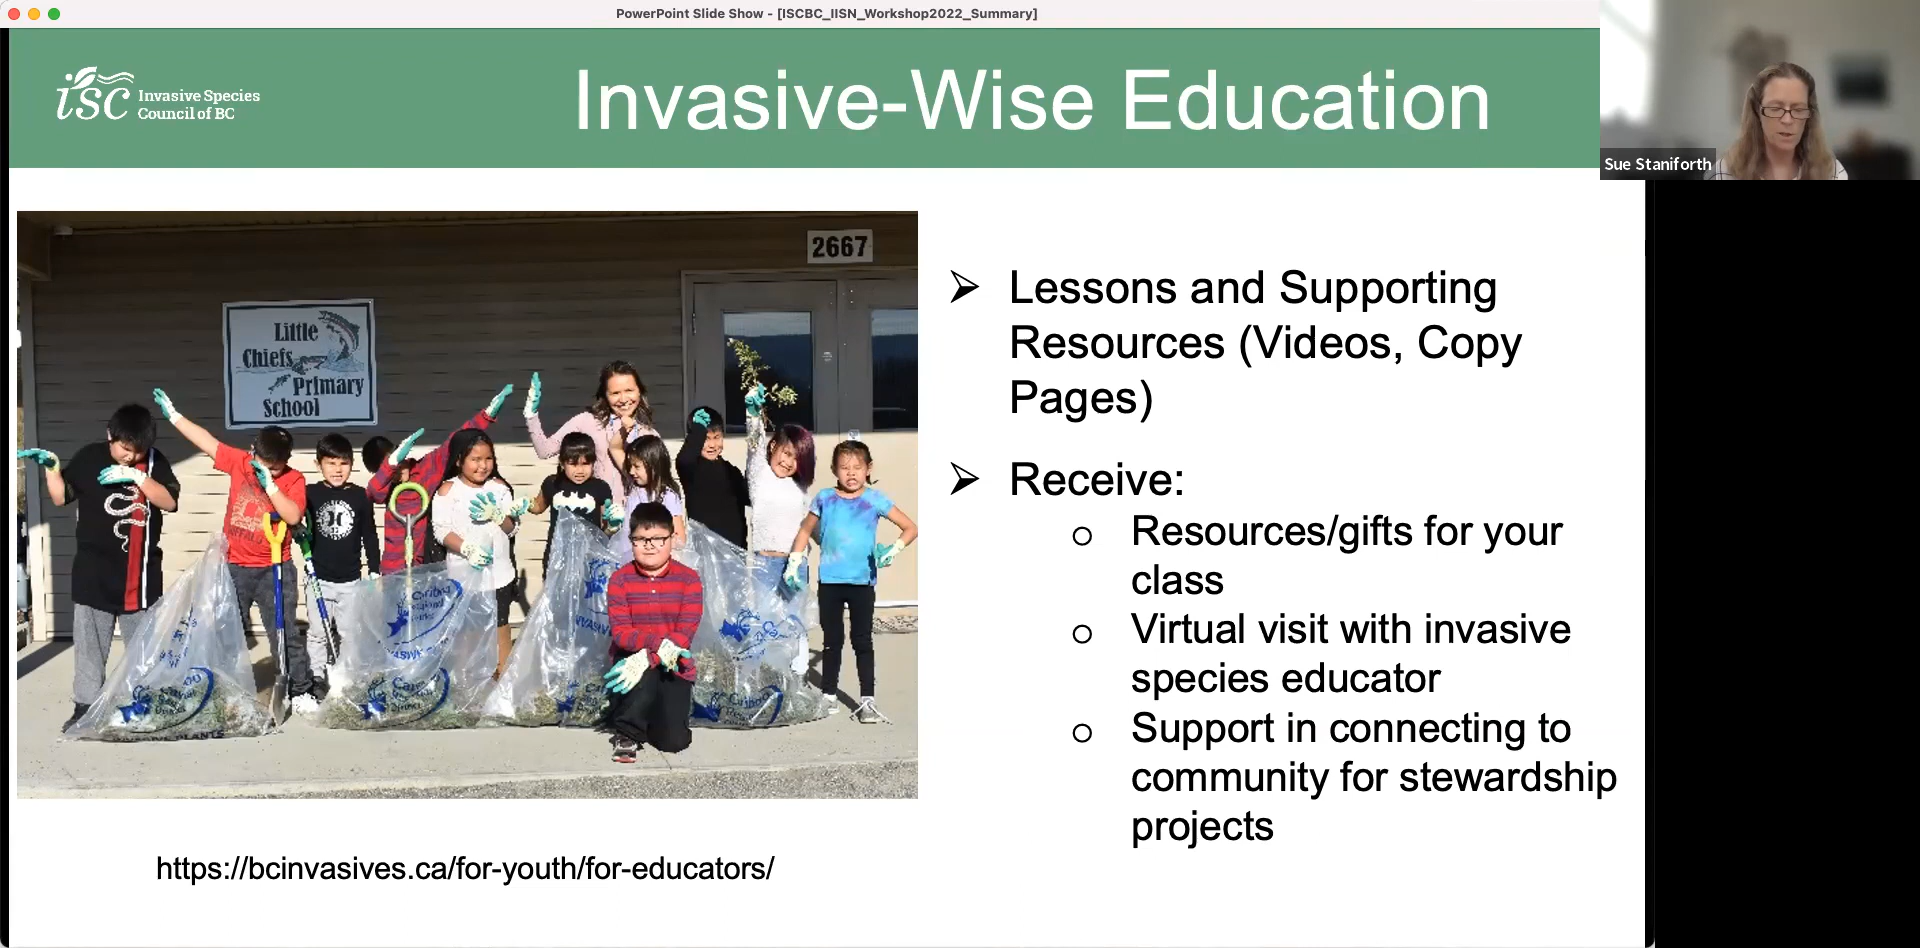 PowerPoint Slide Show - [ISCBC_IISN_Workshop2022_Summary]
isc Invasive Species
Council of BC
Invasive-Wise Education
Sue Staniforth
2667
Little
Chiefs
Primary
School
➢ Lessons and Supporting
Resources (Videos, Copy
Pages)
➢ Receive:
o Resources/gifts for your
class
o Virtual visit with invasive
species educator
o Support in connecting to
community for stewardship
projects
https://bcinvasives.ca/for-youth/for-educators/